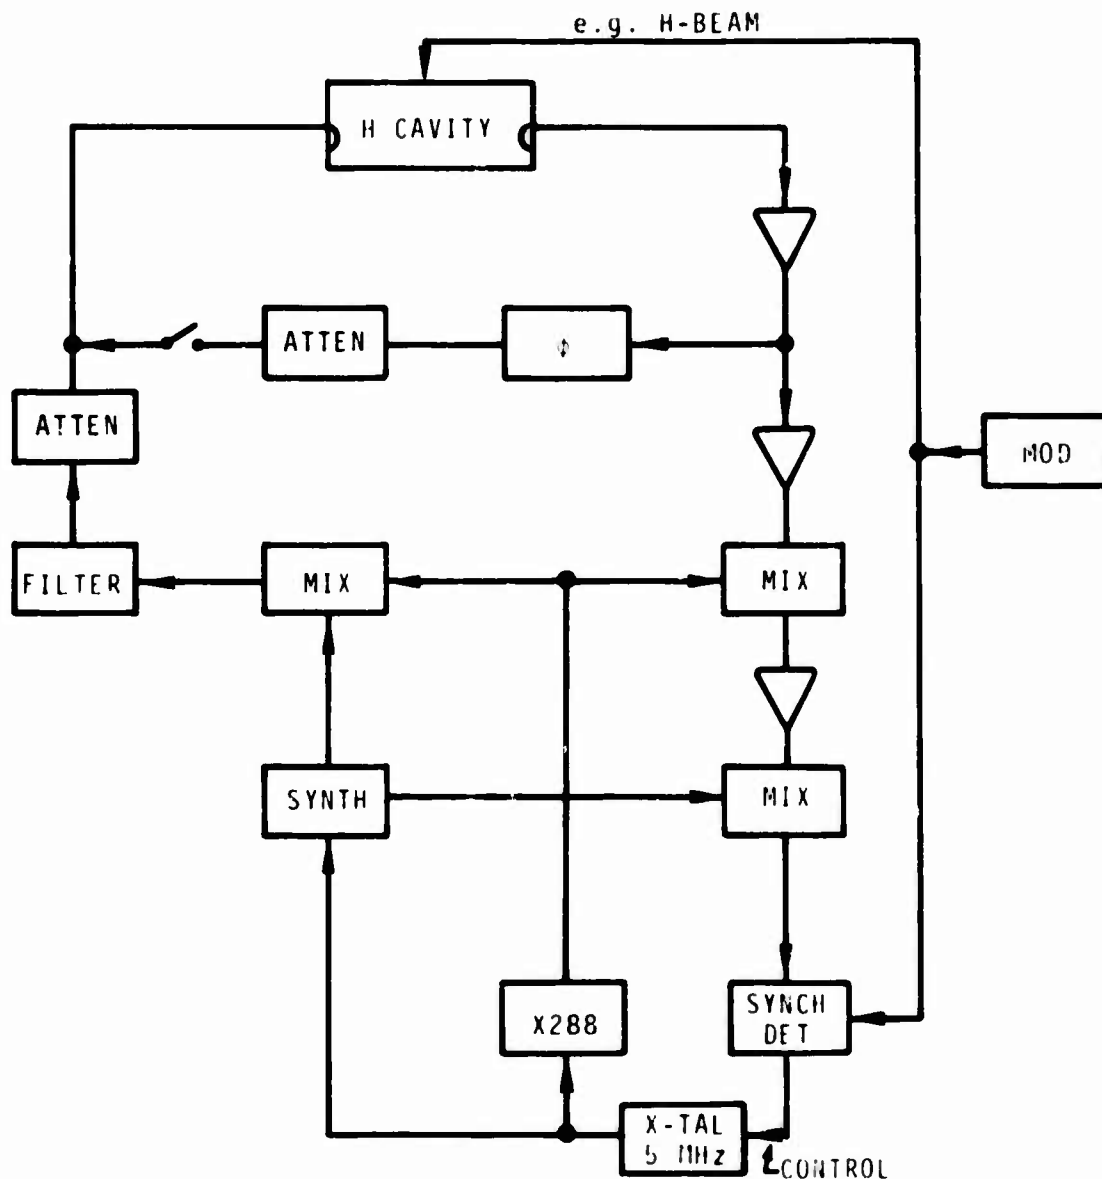 e.g. H-BEAM
H CAVITY
ATTEN
Φ
ATTEN
MOD
FILTER
MIX
MIX
SYNTH
MIX
X288
SYNCH
DET
X-TAL
5 MHz
CONTROL